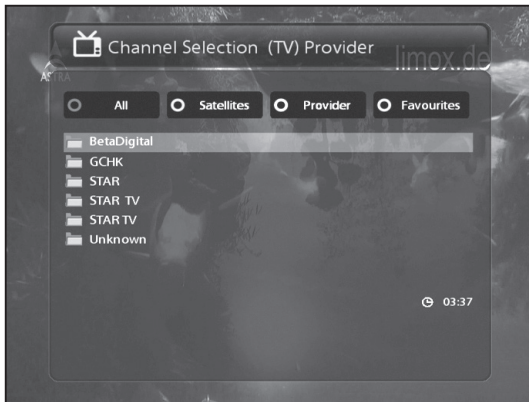 Channel Selection (TV) Provider
limox.de
ASTRA
All Satellites Provider Favourites
BetaDigital
GCHK
STAR
STAR TV
STAR TV
Unknown
03:37